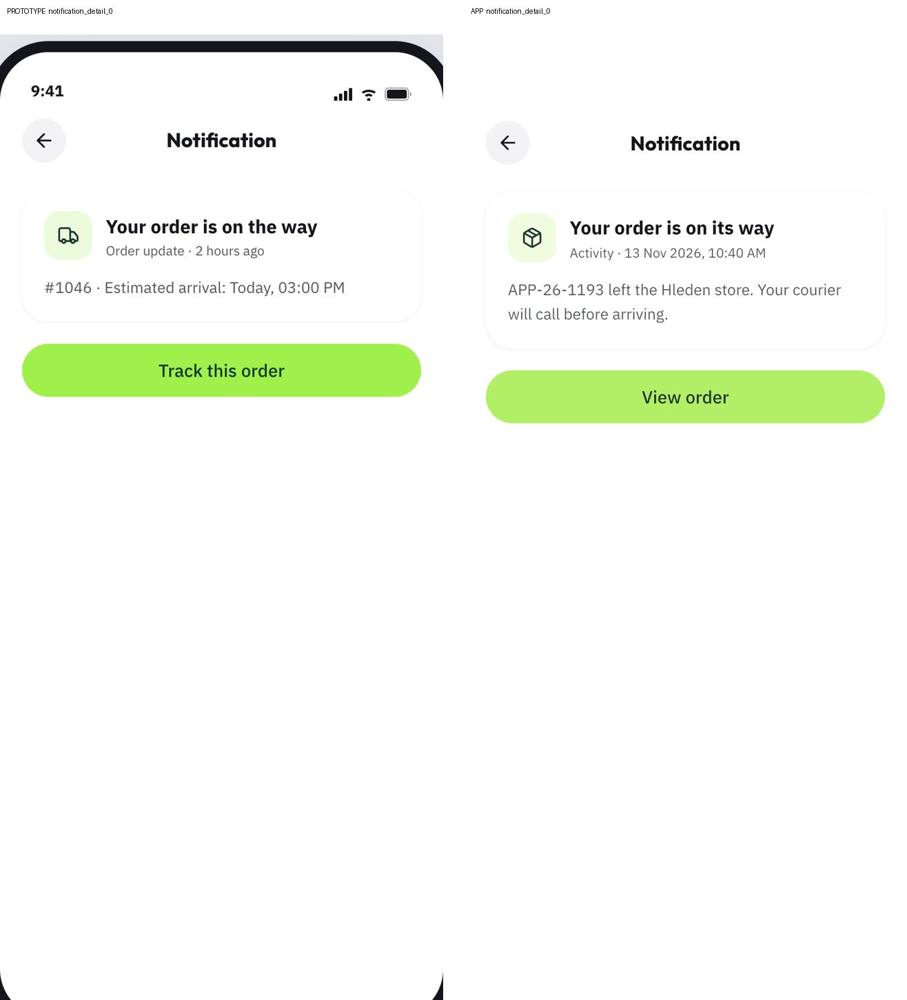 PROTOTYPE notification_detail_0
9:41
Notification
Your order is on the way
Order update · 2 hours ago
#1046 · Estimated arrival: Today, 03:00 PM
Track this order
APP notification_detail_0
Notification
Your order is on its way
Activity · 13 Nov 2026, 10:40 AM
APP-26-1193 left the Hleden store. Your courier
will call before arriving.
View order